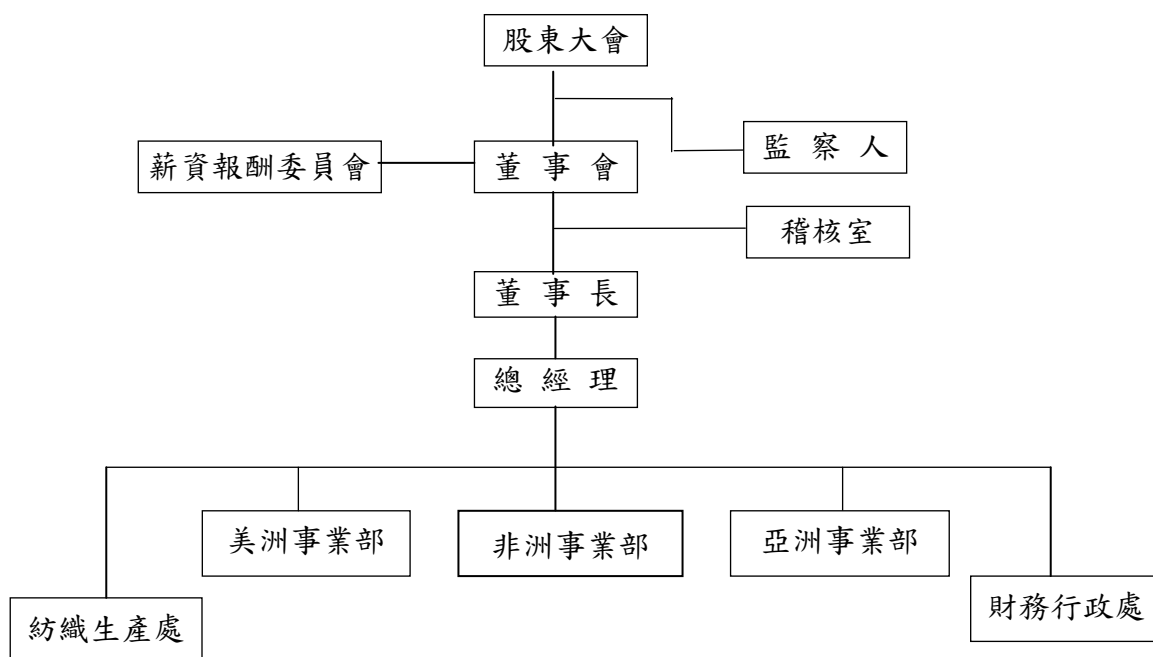 股東大會
監 察 人
薪資報酬委員會
董 事 會
稽核室
董 事 長
總 經 理
美洲事業部
非洲事業部
亞洲事業部
紡織生產處
財務行政處